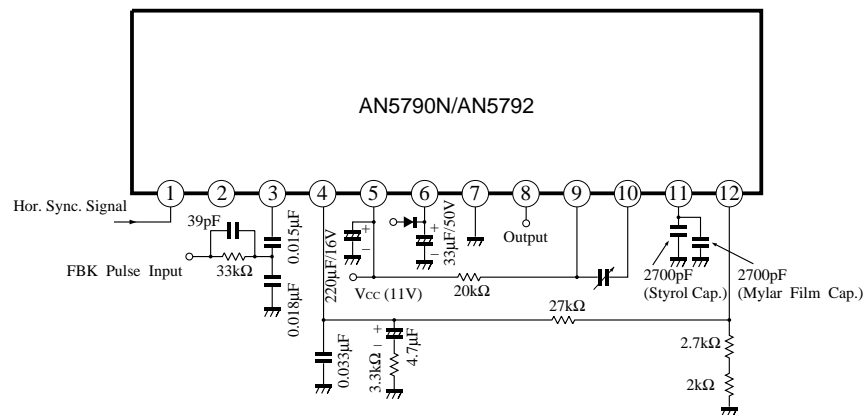 AN5790N/AN5792
1 2 3 4 5 6 7 8 9 10 11 12
Hor. Sync. Signal
39pF
0.015µF
220µF/16V
+
−
+
−
33µF/50V
Output
FBK Pulse Input
33kΩ
0.018µF
VCC (11V)
20kΩ
2700pF
(Styrol Cap.)
2700pF
(Mylar Film Cap.)
27kΩ
0.033µF
+
−
3.3kΩ
4.7µF
2.7kΩ
2kΩ